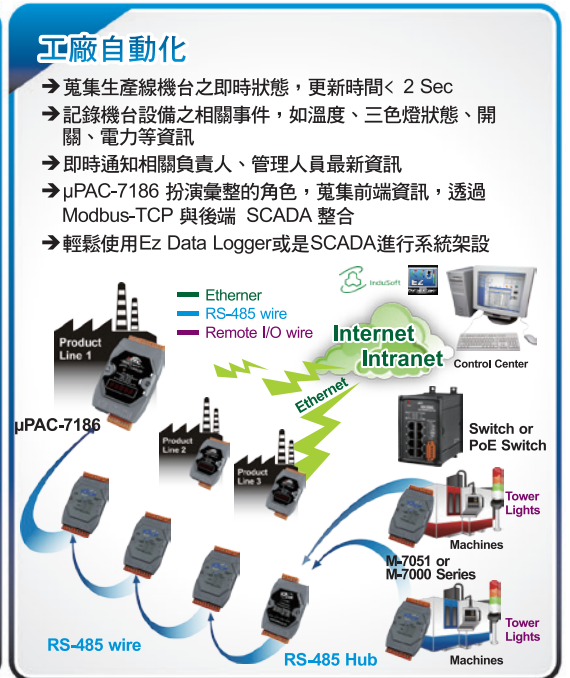 工廠自動化
➔ 蒐集生產線機台之即時狀態，更新時間< 2 Sec
➔ 記錄機台設備之相關事件，如溫度、三色燈狀態、開
關、電力等資訊
➔ 即時通知相關負責人、管理人員最新資訊
➔ µPAC-7186 扮演彙整的角色，蒐集前端資訊，透過
Modbus-TCP 與後端 SCADA 整合
➔ 輕鬆使用Ez Data Logger或是SCADA進行系統架設
InduSoft
EZ
Etherner
RS-485 wire
Remote I/O wire
Internet
Intranet
Control Center
Product
Line 1
Ethernet
µPAC-7186
Product
Line 2
Product
Line 3
Switch or
PoE Switch
Tower
Lights
Machines
M-7051 or
M-7000 Series
RS-485 wire
RS-485 Hub
Tower
Lights
Machines